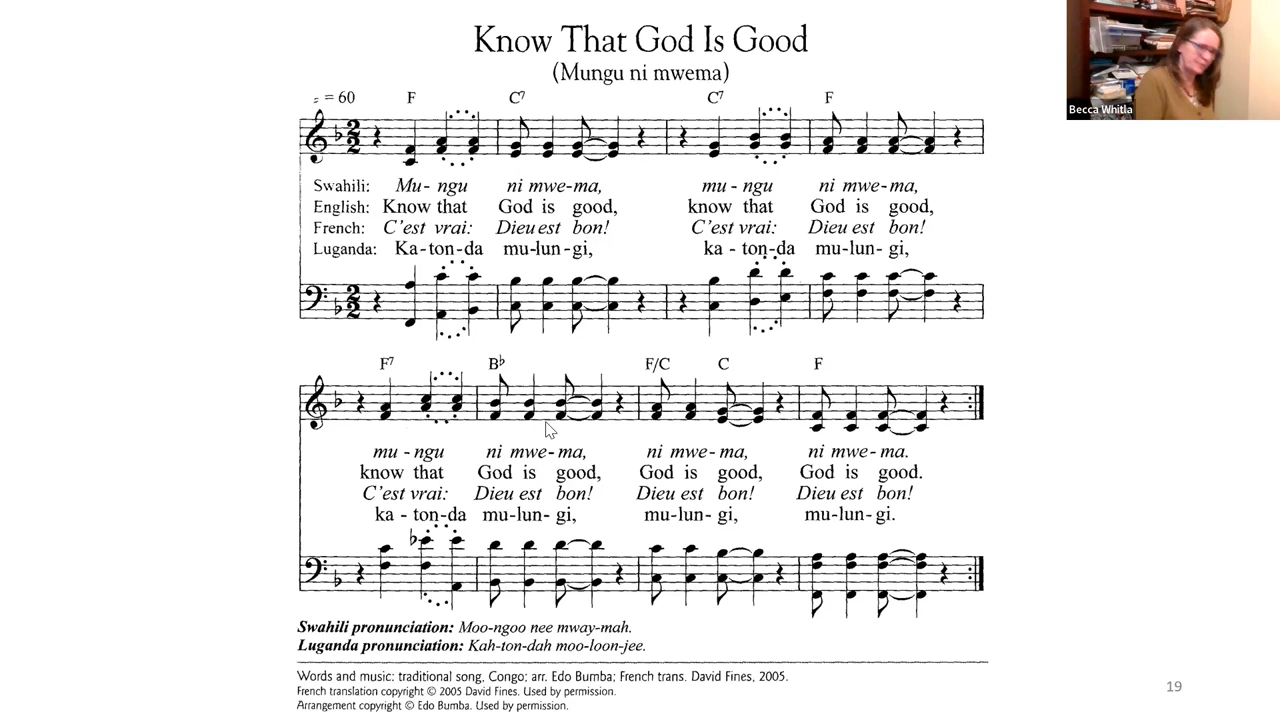 Know That God Is Good
(Mungu ni mwema)
Becca Whitla
= 60 F C7 C7 F
Swahili: Mu- ngu ni mwe-ma, mu - ngu ni mwe-ma,
English: Know that God is good, know that God is good,
French: C'est vrai: Dieu est bon! C'est vrai: Dieu est bon!
Luganda: Ka-ton-da mu-lun-gi, ka - ton-da mu-lun-gi,
F7 B♭ F/C C F
mu - ngu ni mwe-ma, ni mwe-ma, ni mwe-ma.
know that God is good, God is good, God is good.
C'est vrai: Dieu est bon! Dieu est bon! Dieu est bon!
ka - ton-da mu-lun- gi, mu-lun- gi, mu-lun-gi.
Swahili pronunciation: Moo-ngoo nee mway-mah.
Luganda pronunciation: Kah-ton-dah moo-loon-jee.
Words and music: traditional song, Congo; arr. Edo Bumba; French trans. David Fines, 2005.
French translation copyright © 2005 David Fines. Used by permission.
Arrangement copyright © Edo Bumba. Used by permission.
19